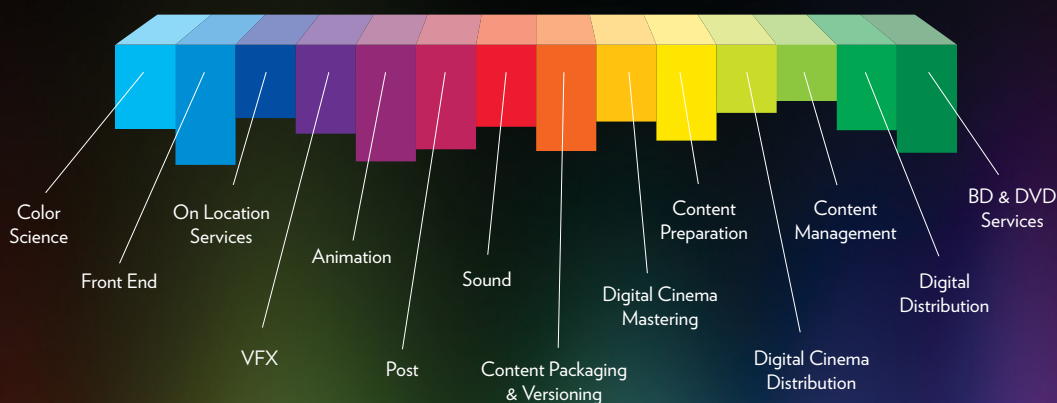 Color
Science
Front End
On Location
Services
VFX
Animation
Post
Sound
Content Packaging
& Versioning
Digital Cinema
Mastering
Content
Preparation
Digital Cinema
Distribution
Content
Management
Digital
Distribution
BD & DVD
Services